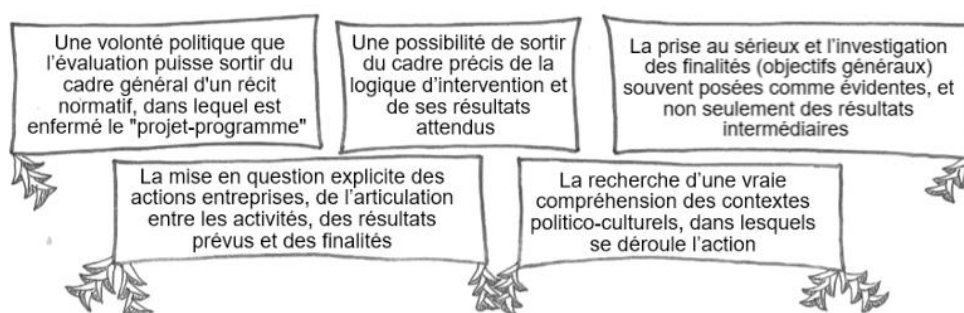 Une volonté politique que
l'évaluation puisse sortir du
cadre général d'un récit
normatif, dans lequel est
enfermé le "projet-programme"
Une possibilité de sortir
du cadre précis de la
logique d'intervention et
de ses résultats
attendus
La prise au sérieux et l'investigation
des finalités (objectifs généraux)
souvent posées comme évidentes, et
non seulement des résultats
intermédiaires
La mise en question explicite des
actions entreprises, de l'articulation
entre les activités, des résultats
prévus et des finalités
La recherche d'une vraie
compréhension des contextes
politico-culturels, dans lesquels
se déroule l'action